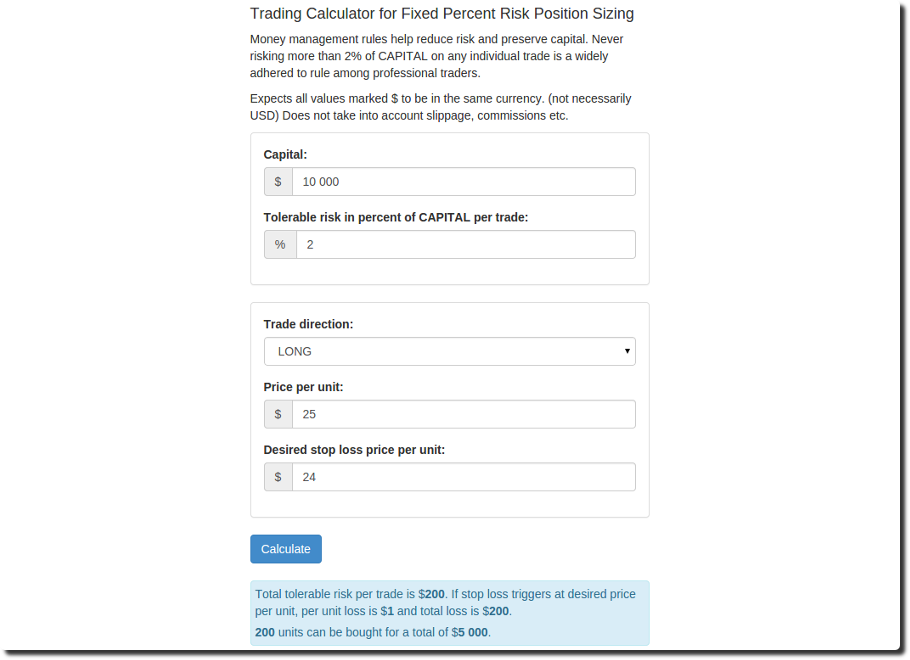 Trading Calculator for Fixed Percent Risk Position Sizing
Money management rules help reduce risk and preserve capital. Never
risking more than 2% of CAPITAL on any individual trade is a widely
adhered to rule among professional traders.
Expects all values marked $ to be in the same currency. (not necessarily
USD) Does not take into account slippage, commissions etc.
Capital:
$ 10 000
Tolerable risk in percent of CAPITAL per trade:
% 2
Trade direction:
LONG
Price per unit:
$ 25
Desired stop loss price per unit:
$ 24
Calculate
Total tolerable risk per trade is $200. If stop loss triggers at desired price
per unit, per unit loss is $1 and total loss is $200.
200 units can be bought for a total of $5 000.